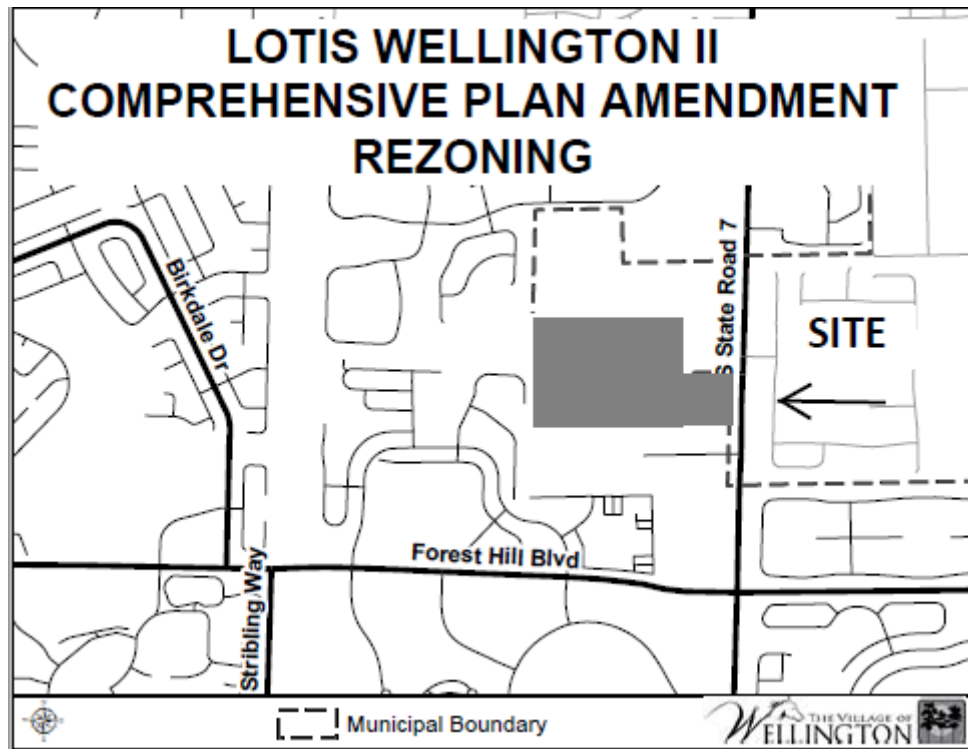 LOTIS WELLINGTON II
COMPREHENSIVE PLAN AMENDMENT
REZONING
Birkdale Dr
S State Road 7
SITE
Forest Hill Blvd
Stribling Way
Municipal Boundary
THE VILLAGE OF
WELLINGTON